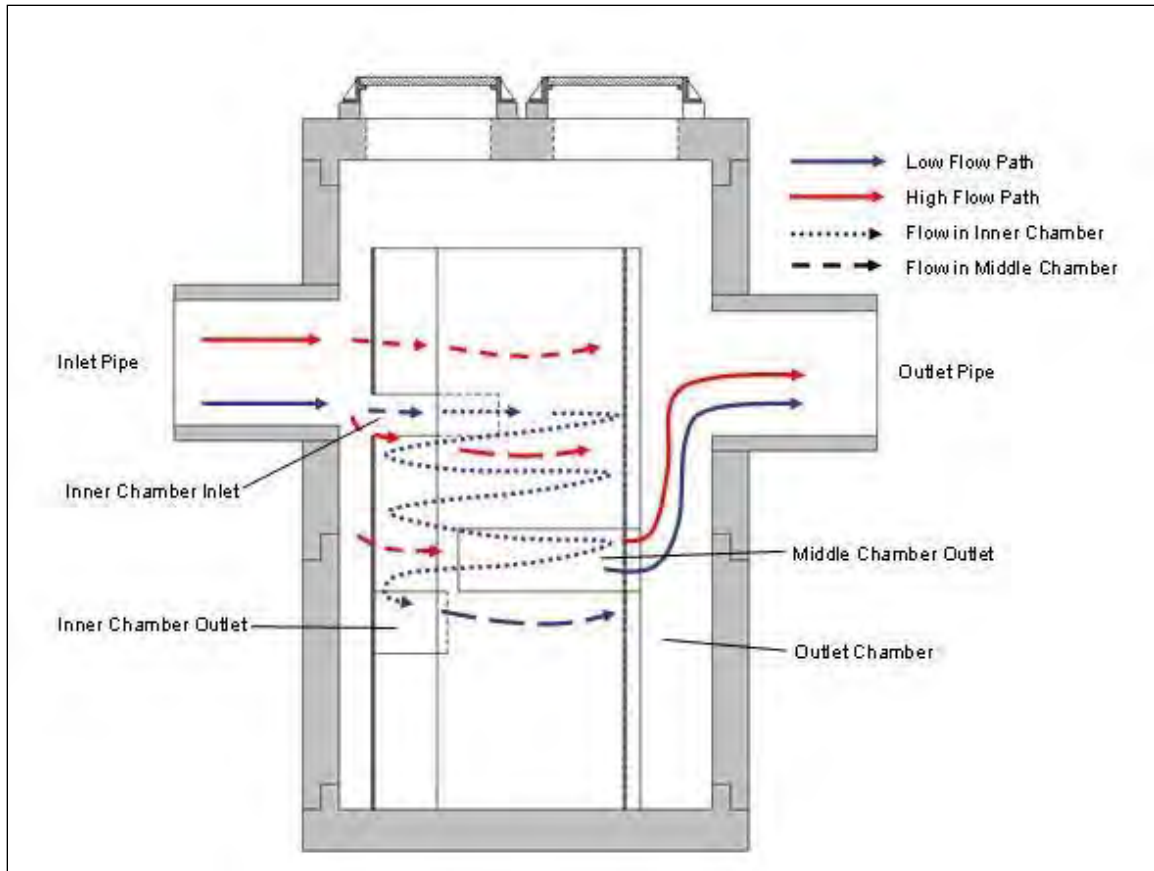 Low Flow Path
High Flow Path
Flow in Inner Chamber
Flow in Middle Chamber
Inlet Pipe
Outlet Pipe
Inner Chamber Inlet
Middle Chamber Outlet
Inner Chamber Outlet
Outlet Chamber